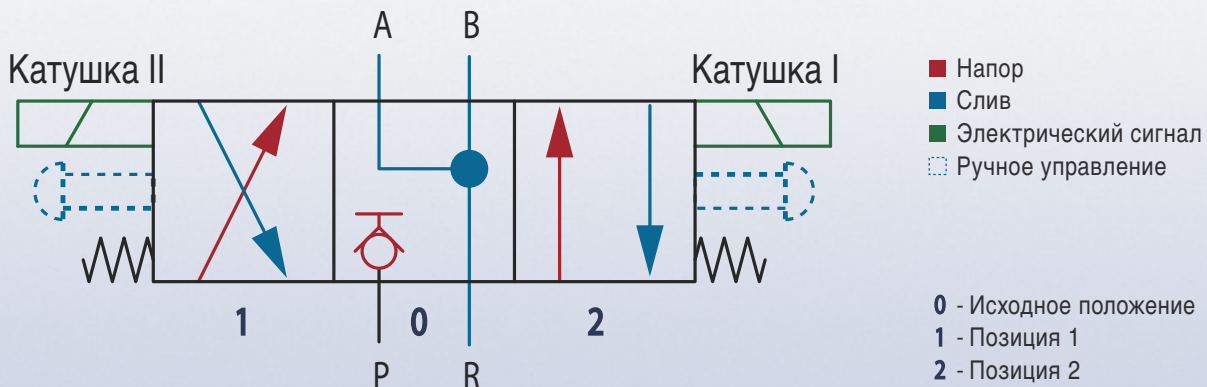 A B
Катушка II
Катушка I
Напор
Слив
Электрический сигнал
Ручное управление
1 0 2
P R
0 - Исходное положение
1 - Позиция 1
2 - Позиция 2